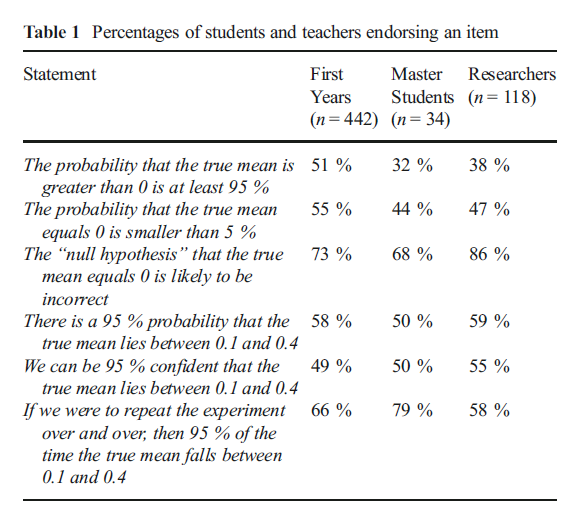 Table 1 Percentages of students and teachers endorsing an item
Statement First Master Researchers
Years Students (n = 118)
(n = 442) (n = 34)
The probability that the true mean is 51 % 32 % 38 %
greater than 0 is at least 95 %
The probability that the true mean 55 % 44 % 47 %
equals 0 is smaller than 5 %
The “null hypothesis” that the true 73 % 68 % 86 %
mean equals 0 is likely to be
incorrect
There is a 95 % probability that the 58 % 50 % 59 %
true mean lies between 0.1 and 0.4
We can be 95 % confident that the 49 % 50 % 55 %
true mean lies between 0.1 and 0.4
If we were to repeat the experiment 66 % 79 % 58 %
over and over, then 95 % of the
time the true mean falls between
0.1 and 0.4